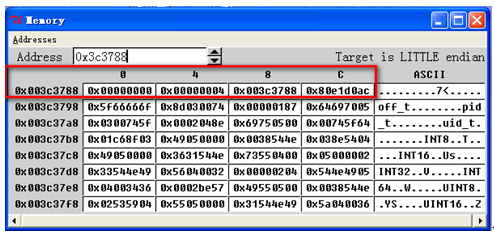 Memory
Addresses
Address 0x3c3788 Target is LITTLE endian
0 4 8 C ASCII
0x003c3788 0x00000000 0x00000004 0x003c3788 0x80e1d0ac .........7<.....
0x003c3798 0x5f66666f 0x8d030074 0x00000187 0x64697005 off_t........pid
0x003c37a8 0x0300745f 0x0002048e 0x69750500 0x00745f64 _t........uid_t.
0x003c37b8 0x01c68f03 0x49050000 0x0038544e 0x038e5404 .......INT8..T..
0x003c37c8 0x49050000 0x3631544e 0x73550400 0x05000002 ...INT16..Us....
0x003c37d8 0x33544e49 0x56040032 0x00000204 0x544e4905 INT32..V.....INT
0x003c37e8 0x04003436 0x0002be57 0x49550500 0x0038544e 64..W.....UINT8.
0x003c37f8 0x02535904 0x55050000 0x31544e49 0x5a040036 .YS....UINT16..Z